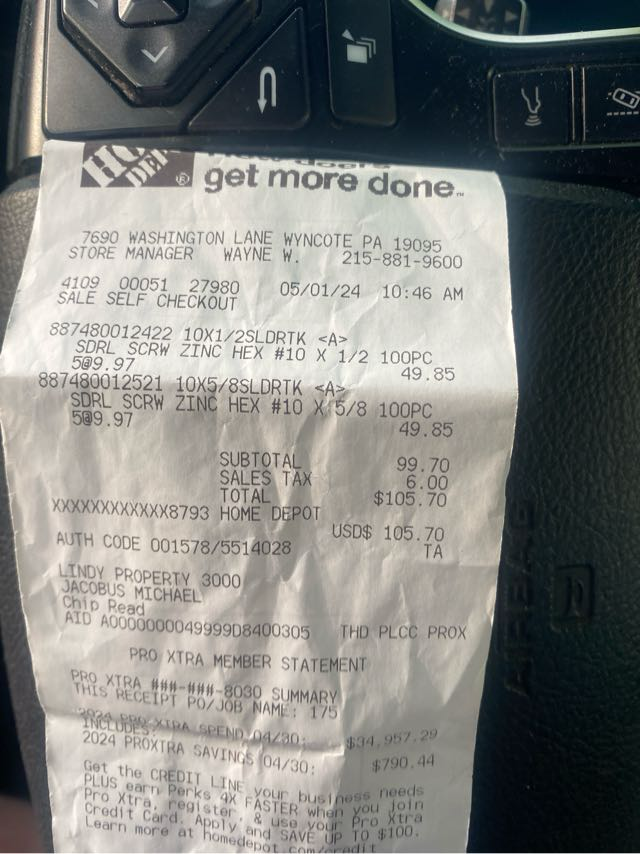 get more done.
7690 WASHINGTON LANE WYNCOTE PA 19095
STORE MANAGER WAYNE W. 215-881-9600
4109 00051 27980 05/01/24 10:46 AM
SALE SELF CHECKOUT
887480012422 10X1/2SLDRTK <A>
SDRL SCRW ZINC HEX #10 X 1/2 100PC
5@9.97 49.85
887480012521 10X5/8SLDRTK <A>
SDRL SCRW ZINC HEX #10 X 5/8 100PC
5@9.97 49.85
SUBTOTAL 99.70
SALES TAX 6.00
TOTAL $105.70
XXXXXXXXXXXX8793 HOME DEPOT
USD$ 105.70
AUTH CODE 001578/5514028 TA
LINDY PROPERTY 3000
JACOBUS MICHAEL
Chip Read
AID A0000000049999D8400305 THD PLCC PROX
PRO XTRA MEMBER STATEMENT
PRO XTRA ###-###-8030 SUMMARY
THIS RECEIPT PO/JOB NAME: 175
2024 PRO XTRA SPEND 04/30: $34,957.29
INCLUDES:
2024 PROXTRA SAVINGS 04/30: $790.44
Get the CREDIT LINE your business needs
PLUS earn Perks 4X FASTER when you join
Pro Xtra, register, & use your Pro Xtra
Credit Card. Apply and SAVE UP TO $100.
Learn more at homedepot.com/credit
AIRBAG